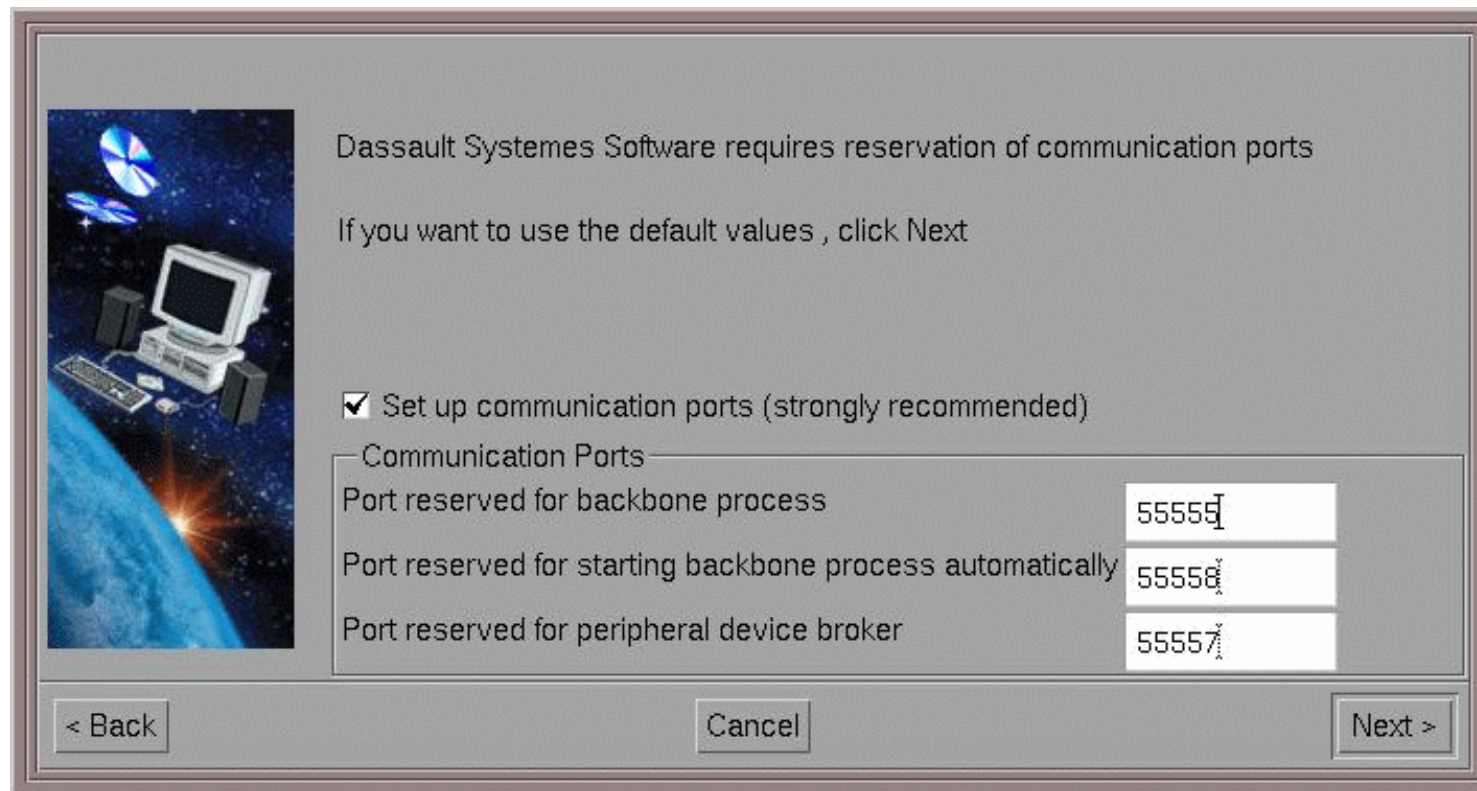 Dassault Systemes Software requires reservation of communication ports
If you want to use the default values , click Next
Set up communication ports (strongly recommended)
Communication Ports
Port reserved for backbone process 55555
Port reserved for starting backbone process automatically 55558
Port reserved for peripheral device broker 55557
< Back Cancel Next >